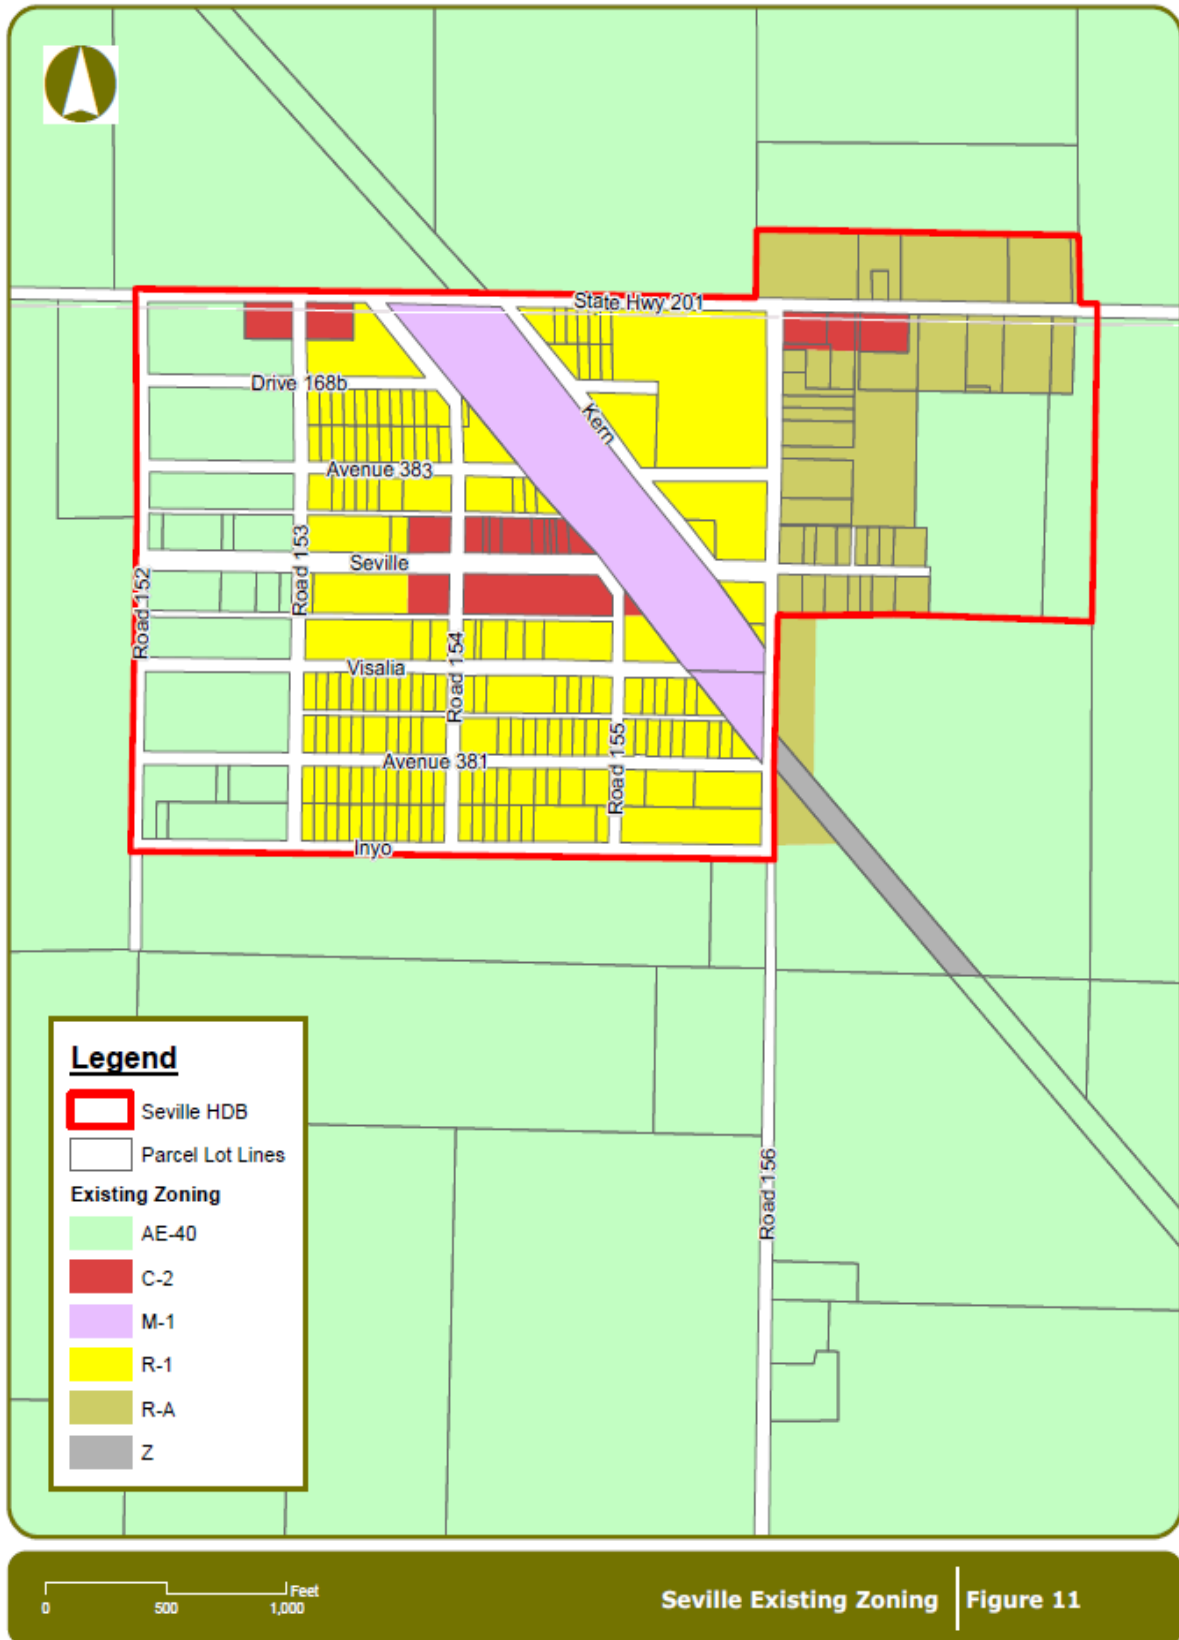 State Hwy 201
Drive 168b
Kern
Avenue 383
Seville
Road 153
Road 152
Road 154
Visalia
Road 155
Avenue 381
Inyo
Road 156
Legend
Seville HDB
Parcel Lot Lines
Existing Zoning
AE-40
C-2
M-1
R-1
R-A
Z
Feet
0 500 1,000
Seville Existing Zoning Figure 11